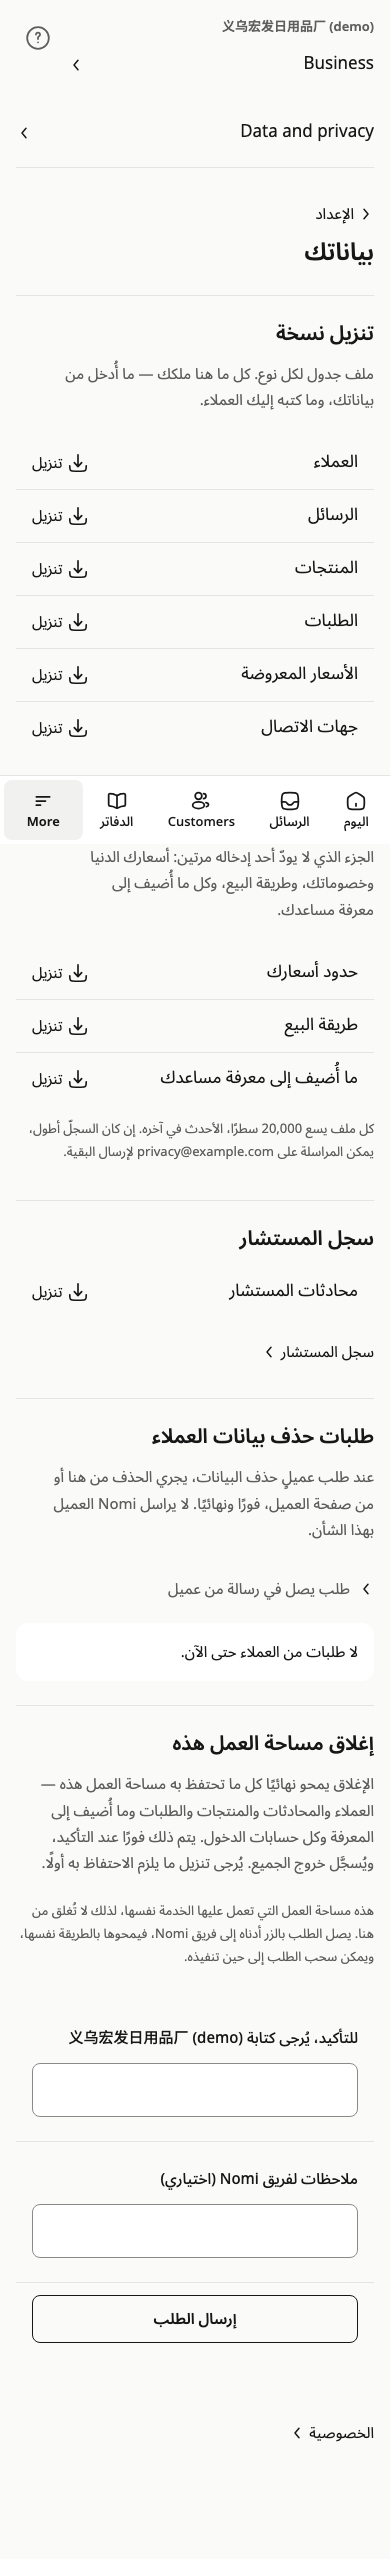 义乌宏发日用品厂 (demo)
Business
Data and privacy
الإعداد
بياناتك
تنزيل نسخة
ملف جدول لكل نوع. كل ما هنا ملكك — ما أُدخل من
بياناتك، وما كتبه إليك العملاء.
العملاء
تنزيل
الرسائل
تنزيل
المنتجات
تنزيل
الطلبات
تنزيل
الأسعار المعروضة
تنزيل
جهات الاتصال
تنزيل
اليوم
الرسائل
Customers
الدفاتر
More
الجزء الذي لا يودّ أحد إدخاله مرتين: أسعارك الدنيا
وخصوماتك، وطريقة البيع، وكل ما أُضيف إلى
معرفة مساعدك.
حدود أسعارك
تنزيل
طريقة البيع
تنزيل
ما أُضيف إلى معرفة مساعدك
تنزيل
كل ملف يسع 20,000 سطرًا، الأحدث في آخره. إن كان السجلّ أطول،
يمكن المراسلة على privacy@example.com لإرسال البقية.
سجل المستشار
محادثات المستشار
تنزيل
سجل المستشار
طلبات حذف بيانات العملاء
عند طلب عميلٍ حذف البيانات، يجري الحذف من هنا أو
من صفحة العميل، فورًا ونهائيًا. لا يراسل Nomi العميل
بهذا الشأن.
طلب يصل في رسالة من عميل
لا طلبات من العملاء حتى الآن.
إغلاق مساحة العمل هذه
الإغلاق يمحو نهائيًا كل ما تحتفظ به مساحة العمل هذه —
العملاء والمحادثات والمنتجات والطلبات وما أُضيف إلى
المعرفة وكل حسابات الدخول. يتم ذلك فورًا عند التأكيد،
ويُسجَّل خروج الجميع. يُرجى تنزيل ما يلزم الاحتفاظ به أولًا.
هذه مساحة العمل التي تعمل عليها الخدمة نفسها، لذلك لا تُغلق من
هنا. يصل الطلب بالزر أدناه إلى فريق Nomi، فيمحوها بالطريقة نفسها،
ويمكن سحب الطلب إلى حين تنفيذه.
للتأكيد، يُرجى كتابة 义乌宏发日用品厂 (demo)
ملاحظات لفريق Nomi (اختياري)
إرسال الطلب
الخصوصية